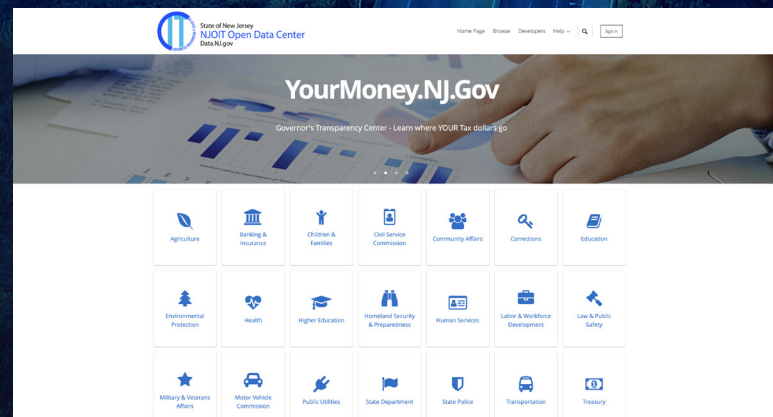 State of New Jersey
NJOIT Open Data Center
Data.NJ.gov
Home Page Browse Developers Help Sign In
YourMoney.NJ.Gov
Governor's Transparency Center - Learn where YOUR Tax dollars go
Agriculture
Banking &
Insurance
Children &
Families
Civil Service
Commission
Community Affairs
Corrections
Education
Environmental
Protection
Health
Higher Education
Homeland Security
& Preparedness
Human Services
Labor & Workforce
Development
Law & Public
Safety
Military & Veterans
Affairs
Motor Vehicle
Commission
Public Utilities
State Department
State Police
Transportation
Treasury